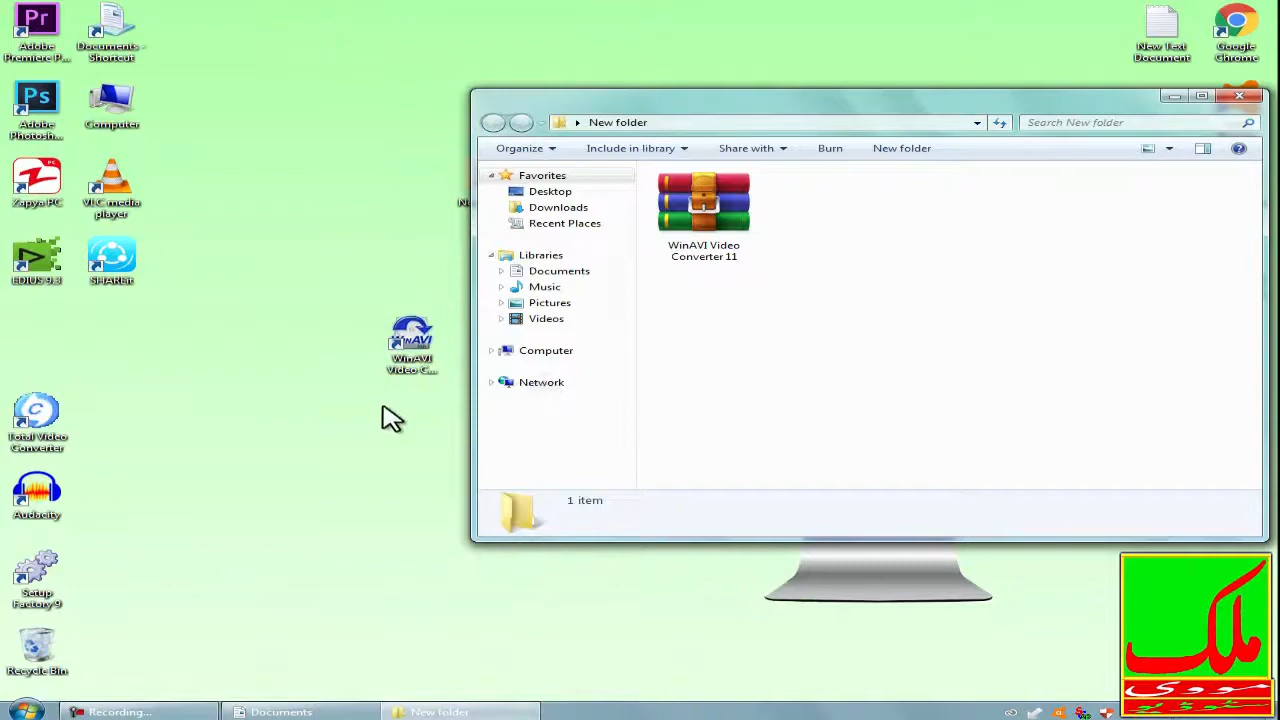 Adobe
Premiere P...
Documents -
Shortcut
New Text
Document
Google
Chrome
Adobe
Photosh...
Computer
Zapya PC
VLC media
player
EDIUS 9.3
SHAREit
WinAVI
Video C...
Total Video
Converter
Audacity
Setup
Factory 9
Recycle Bin
New folder
Search New folder
Organize
Include in library
Share with
Burn
New folder
Favorites
Desktop
Downloads
Recent Places
Libraries
Documents
Music
Pictures
Videos
Computer
Network
WinAVI Video
Converter 11
1 item
ملک
مووی
Recording...
Documents
New folder